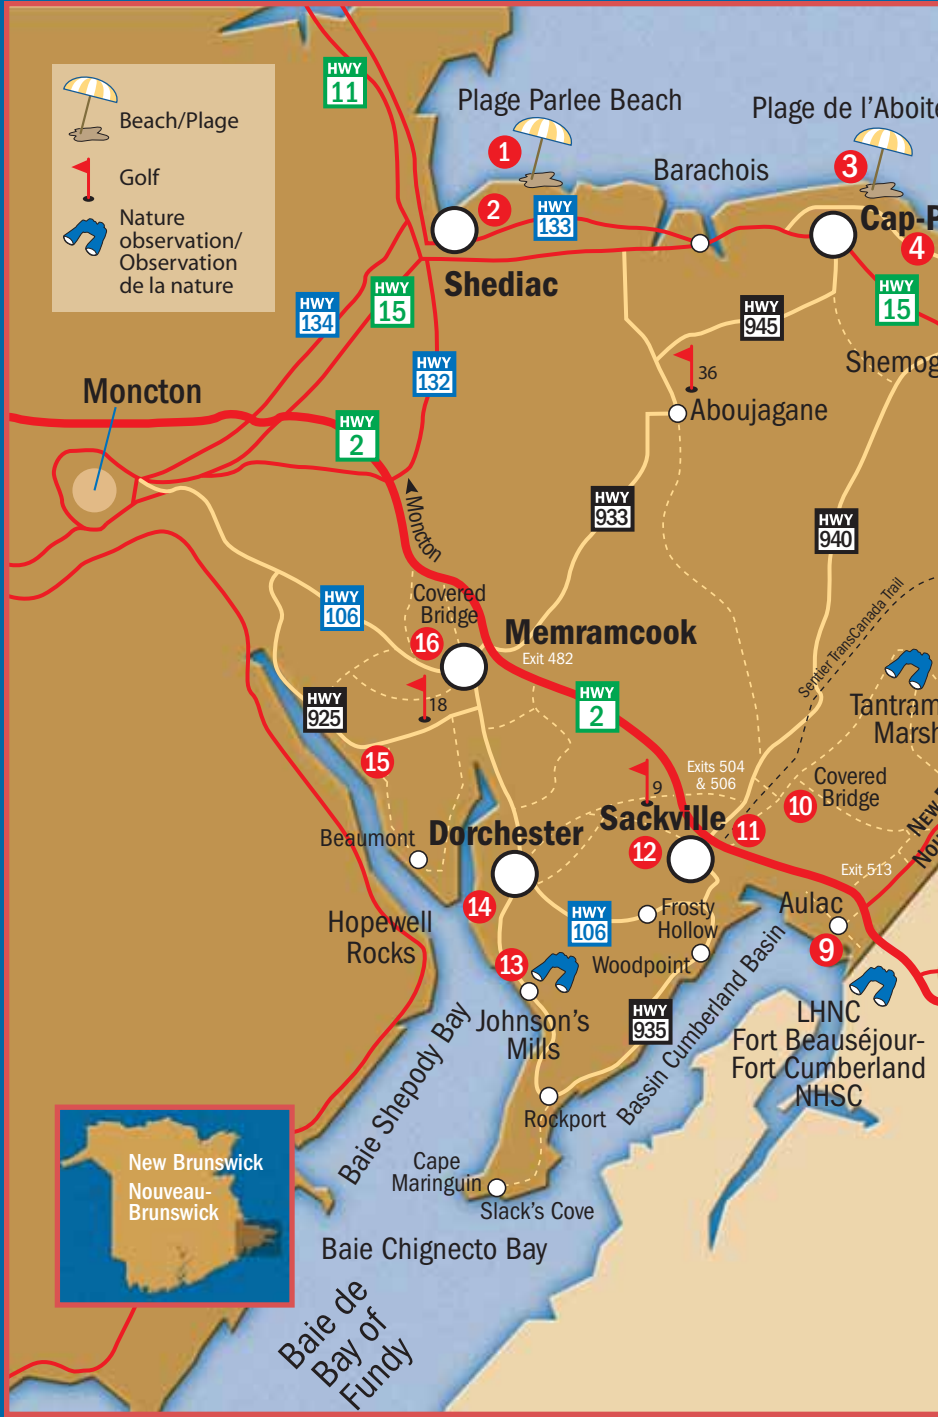 HWY
11
Beach/Plage
Golf
Nature
observation/
Observation
de la nature
Plage Parlee Beach
1
Plage de l'Aboite
3
Barachois
2
HWY
133
Shediac
Cap-P
4
HWY
134
HWY
15
HWY
945
HWY
15
HWY
132
Shemog
36
Moncton
HWY
2
Aboujagane
Moncton
HWY
933
HWY
940
HWY
106
Covered
Bridge
16
Memramcook
Exit 482
Sentier TransCanada Trail
HWY
925
18
HWY
2
Tantram
Marsh
15
9
Exits 504
& 506
Covered
Bridge
10
Beaumont
Dorchester
Sackville
11
12
New B
Nou
Exit 513
14
Hopewell
Rocks
HWY
106
Frosty
Hollow
Aulac
9
13
Woodpoint
Johnson's
Mills
HWY
935
Bassin Cumberland Basin
LHNC
Fort Beauséjour-
Fort Cumberland
NHSC
Baie Shepody Bay
Rockport
New Brunswick
Nouveau-
Brunswick
Cape
Maringuin
Slack's Cove
Baie Chignecto Bay
Baie de
Bay of
Fundy